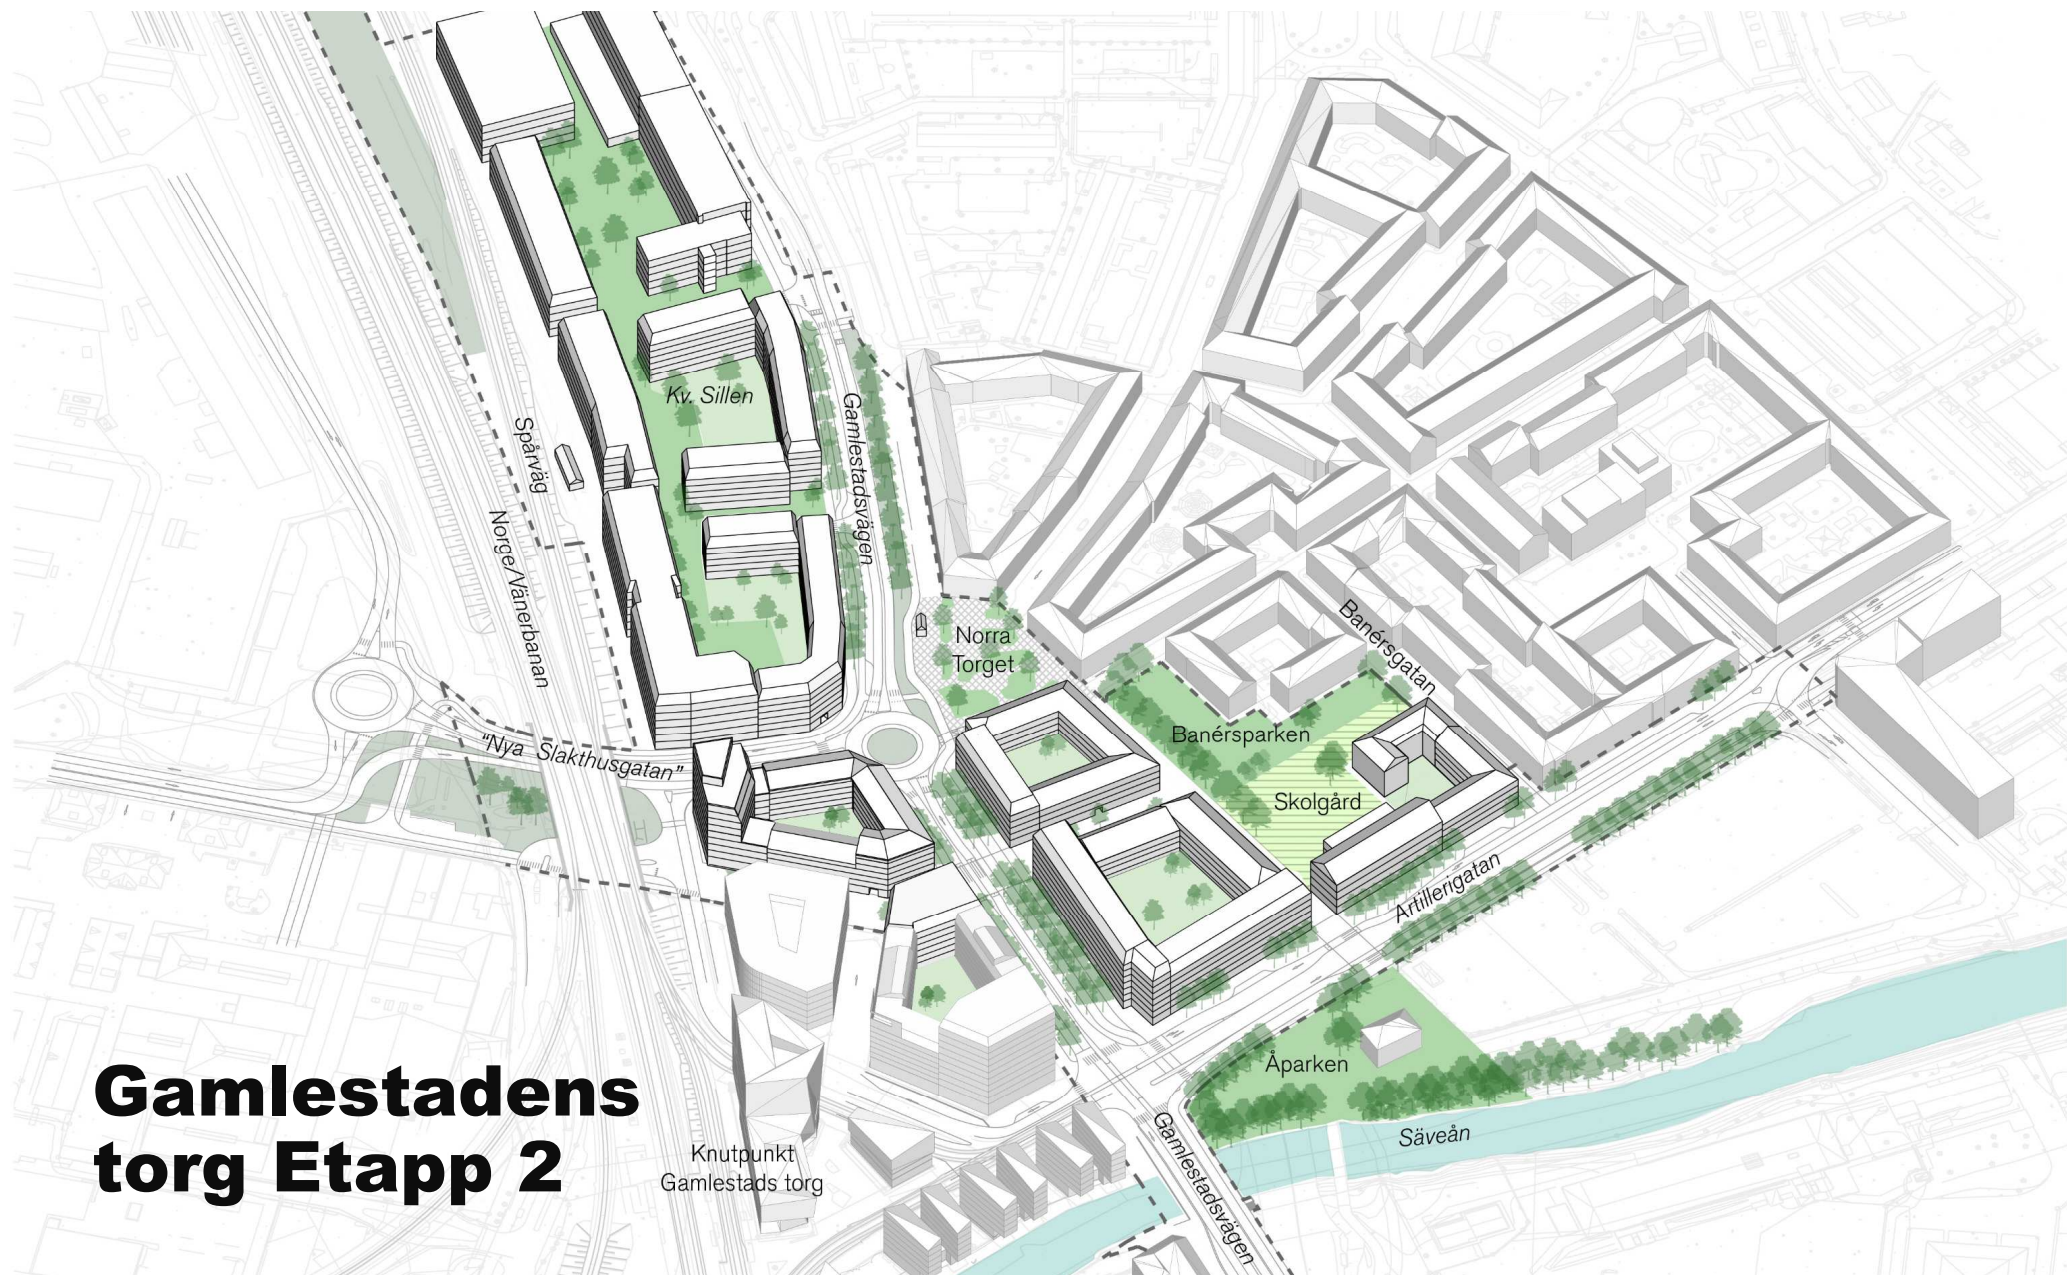 Kv. Sillen
Gamlestadsvägen
Spårväg
Norge/Vänerbanan
Norra
Torget
Banérsgatan
Banérsparken
"Nya Slakthusgatan"
Skolgård
Artillerigatan
Åparken
Säveån
Gamlestadsvägen
Knutpunkt
Gamlestads torg
Gamlestadens
torg Etapp 2